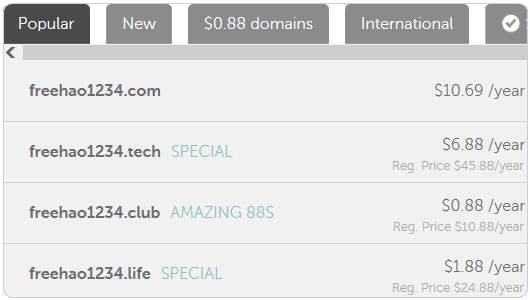 Popular New $0.88 domains International
freehao1234.com $10.69 /year
freehao1234.tech SPECIAL $6.88 /year
Reg. Price $45.88/year
freehao1234.club AMAZING 88S $0.88 /year
Reg. Price $10.88/year
freehao1234.life SPECIAL $1.88 /year
Reg. Price $24.88/year